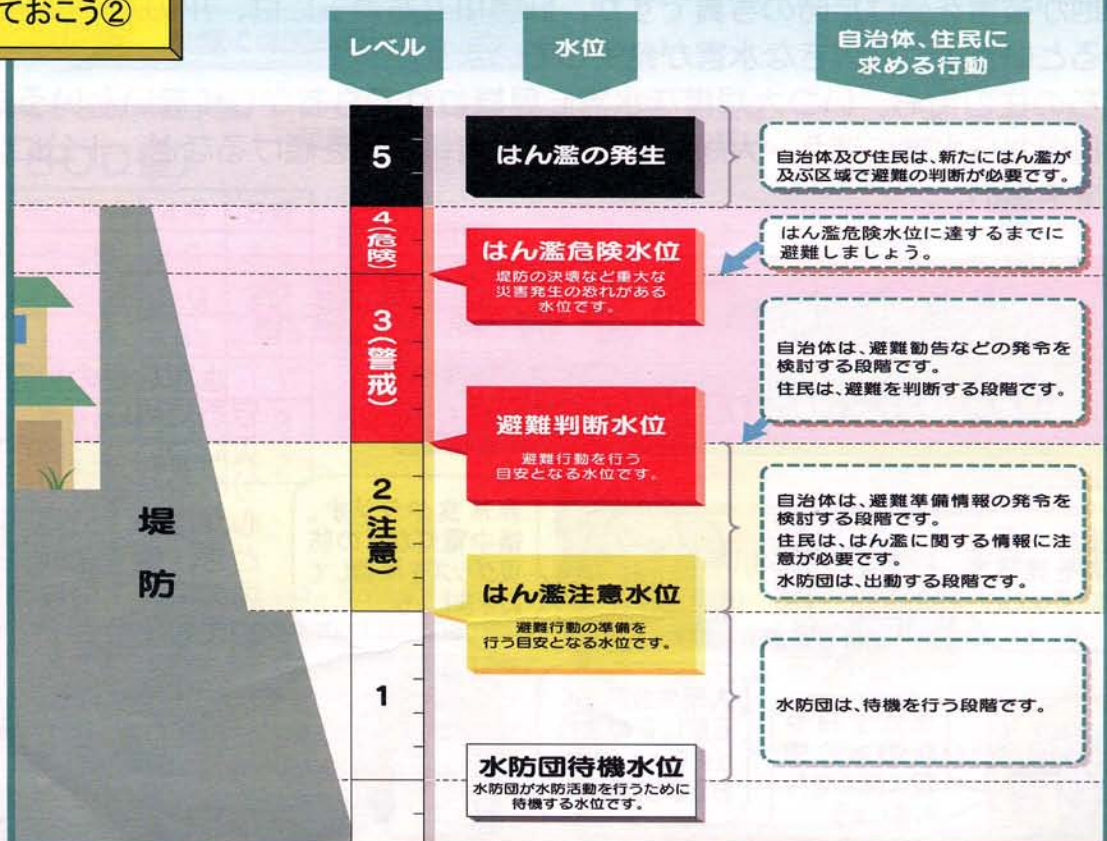 ておこう②
レベル
水位
自治体、住民に
求める行動
5
はん濫の発生
自治体及び住民は、新たにはん濫が
及ぶ区域で避難の判断が必要です。
4(危険)
はん濫危険水位
堤防の決壊など重大な
災害発生の恐れがある
水位です。
はん濫危険水位に達するまでに
避難しましょう。
3(警戒)
避難判断水位
避難行動を行う
目安となる水位です。
自治体は、避難勧告などの発令を
検討する段階です。
住民は、避難を判断する段階です。
2(注意)
はん濫注意水位
避難行動の準備を
行う目安となる水位です。
自治体は、避難準備情報の発令を
検討する段階です。
住民は、はん濫に関する情報に注
意が必要です。
水防団は、出動する段階です。
1
水防団待機水位
水防団が水防活動を行うために
待機する水位です。
水防団は、待機を行う段階です。
堤防